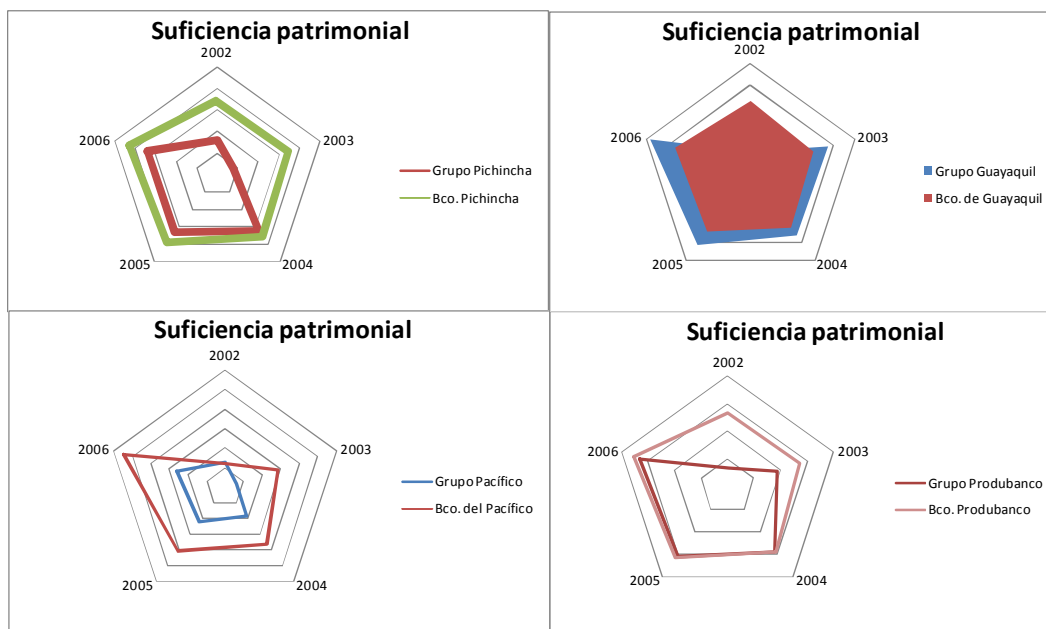 Suficiencia patrimonial
2002
2003
2004
2005
2006
Grupo Pichincha
Bco. Pichincha
Suficiencia patrimonial
2002
2003
2004
2005
2006
Grupo Guayaquil
Bco. de Guayaquil
Suficiencia patrimonial
2002
2003
2004
2005
2006
Grupo Pacífico
Bco. del Pacífico
Suficiencia patrimonial
2002
2003
2004
2005
2006
Grupo Produbanco
Bco. Produbanco